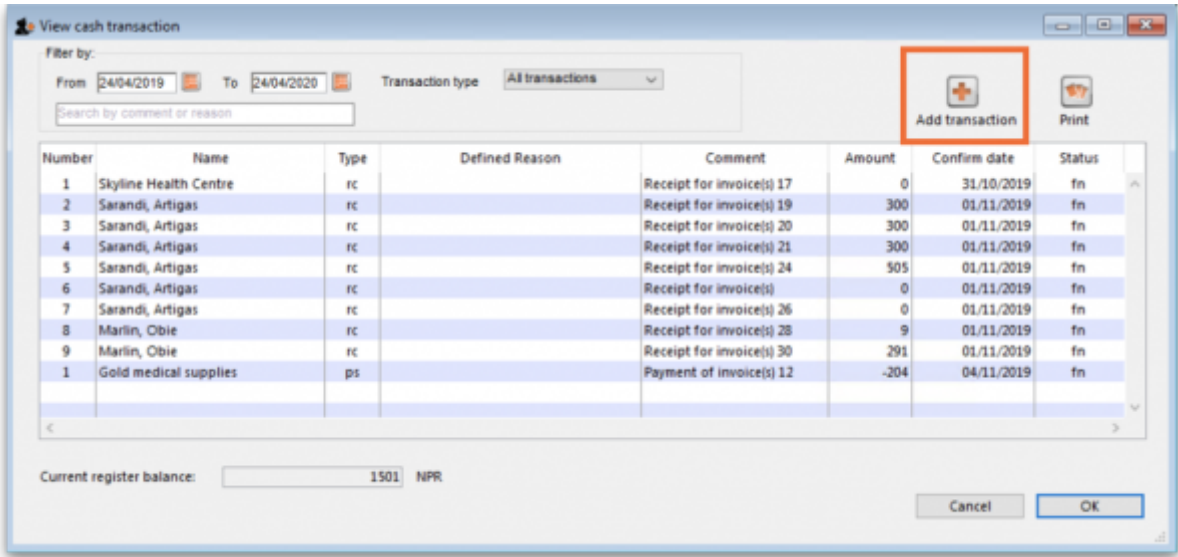 View cash transaction
Filter by:
From 24/04/2019 To 24/04/2020 Transaction type All transactions
Search by comment or reason
Add transaction Print
Number Name Type Defined Reason Comment Amount Confirm date Status
1 Skyline Health Centre rc Receipt for invoice(s) 17 0 31/10/2019 fn
2 Sarandi, Artigas rc Receipt for invoice(s) 19 300 01/11/2019 fn
3 Sarandi, Artigas rc Receipt for invoice(s) 20 300 01/11/2019 fn
4 Sarandi, Artigas rc Receipt for invoice(s) 21 300 01/11/2019 fn
5 Sarandi, Artigas rc Receipt for invoice(s) 24 505 01/11/2019 fn
6 Sarandi, Artigas rc Receipt for invoice(s) 0 01/11/2019 fn
7 Sarandi, Artigas rc Receipt for invoice(s) 26 0 01/11/2019 fn
8 Marlin, Obie rc Receipt for invoice(s) 28 9 01/11/2019 fn
9 Marlin, Obie rc Receipt for invoice(s) 30 291 01/11/2019 fn
1 Gold medical supplies ps Payment of invoice(s) 12 -204 04/11/2019 fn
Current register balance: 1501 NPR
Cancel OK